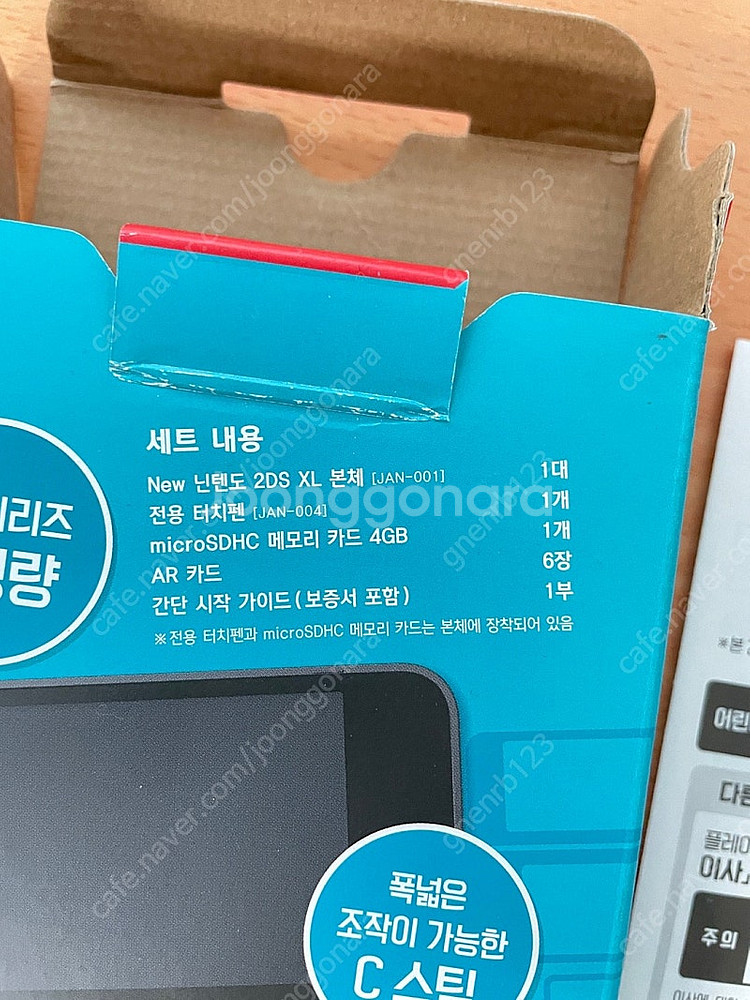 세트 내용
New 닌텐도 2DS XL 본체 [JAN-001] 1대
전용 터치펜 [JAN-004] 1개
microSDHC 메모리 카드 4GB 1개
AR 카드 6장
간단 시작 가이드(보증서 포함) 1부
※전용 터치펜과 microSDHC 메모리 카드는 본체에 장착되어 있음
리즈
량
폭넓은
조작이 가능한
C 스틱
어린
다른
플레이
이사
주의
joonggonara
cafe.naver.com/joonggonara
gnenrb123